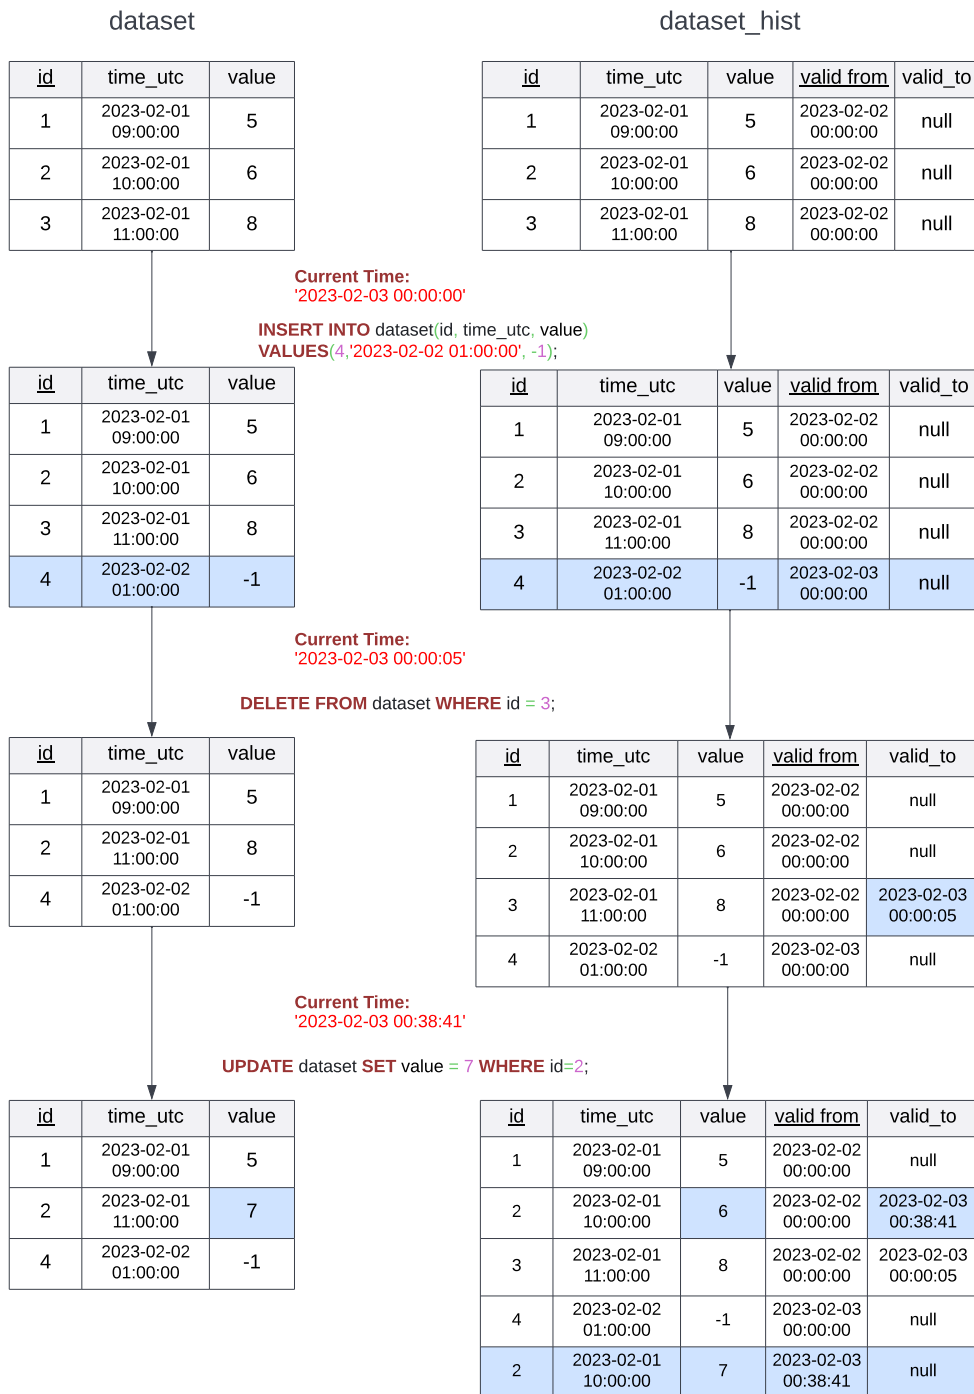 dataset
dataset_hist
id time_utc value
1 2023-02-01 09:00:00 5
2 2023-02-01 10:00:00 6
3 2023-02-01 11:00:00 8
id time_utc value valid from valid_to
1 2023-02-01 09:00:00 5 2023-02-02 00:00:00 null
2 2023-02-01 10:00:00 6 2023-02-02 00:00:00 null
3 2023-02-01 11:00:00 8 2023-02-02 00:00:00 null
Current Time:
'2023-02-03 00:00:00'
INSERT INTO dataset(id, time_utc, value)
VALUES(4,'2023-02-02 01:00:00', -1);
id time_utc value
1 2023-02-01 09:00:00 5
2 2023-02-01 10:00:00 6
3 2023-02-01 11:00:00 8
4 2023-02-02 01:00:00 -1
id time_utc value valid from valid_to
1 2023-02-01 09:00:00 5 2023-02-02 00:00:00 null
2 2023-02-01 10:00:00 6 2023-02-02 00:00:00 null
3 2023-02-01 11:00:00 8 2023-02-02 00:00:00 null
4 2023-02-02 01:00:00 -1 2023-02-03 00:00:00 null
Current Time:
'2023-02-03 00:00:05'
DELETE FROM dataset WHERE id = 3;
id time_utc value
1 2023-02-01 09:00:00 5
2 2023-02-01 11:00:00 8
4 2023-02-02 01:00:00 -1
id time_utc value valid from valid_to
1 2023-02-01 09:00:00 5 2023-02-02 00:00:00 null
2 2023-02-01 10:00:00 6 2023-02-02 00:00:00 null
3 2023-02-01 11:00:00 8 2023-02-02 00:00:00 2023-02-03 00:00:05
4 2023-02-02 01:00:00 -1 2023-02-03 00:00:00 null
Current Time:
'2023-02-03 00:38:41'
UPDATE dataset SET value = 7 WHERE id=2;
id time_utc value
1 2023-02-01 09:00:00 5
2 2023-02-01 11:00:00 7
4 2023-02-02 01:00:00 -1
id time_utc value valid from valid_to
1 2023-02-01 09:00:00 5 2023-02-02 00:00:00 null
2 2023-02-01 10:00:00 6 2023-02-02 00:00:00 2023-02-03 00:38:41
3 2023-02-01 11:00:00 8 2023-02-02 00:00:00 2023-02-03 00:00:05
4 2023-02-02 01:00:00 -1 2023-02-03 00:00:00 null
2 2023-02-01 10:00:00 7 2023-02-03 00:38:41 null